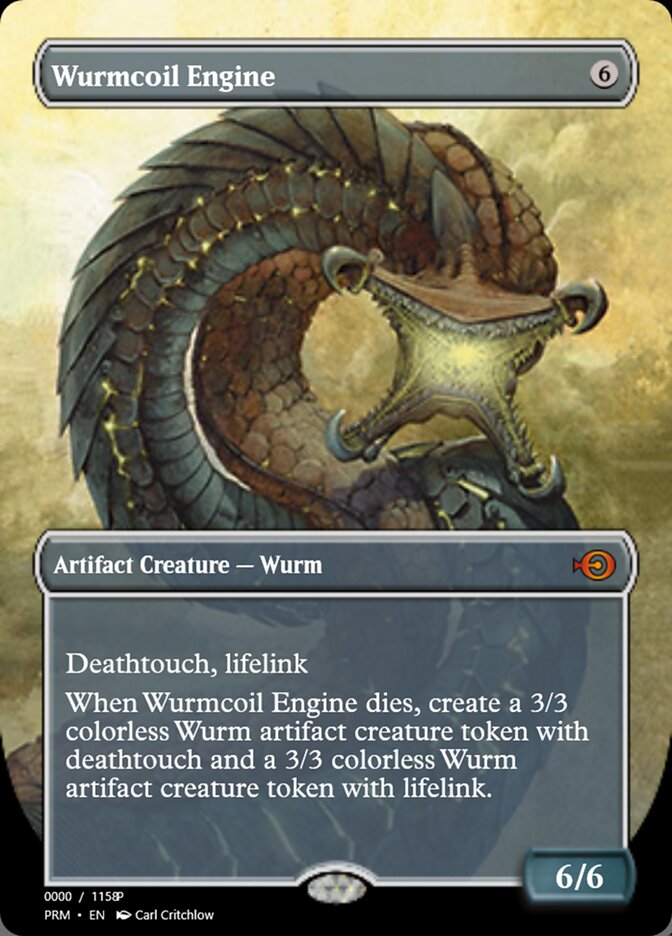 Wurmcoil Engine 6
Artifact Creature — Wurm
Deathtouch, lifelink
When Wurmcoil Engine dies, create a 3/3
colorless Wurm artifact creature token with
deathtouch and a 3/3 colorless Wurm
artifact creature token with lifelink.
6/6
0000 / 1158P
PRM • EN Carl Critchlow